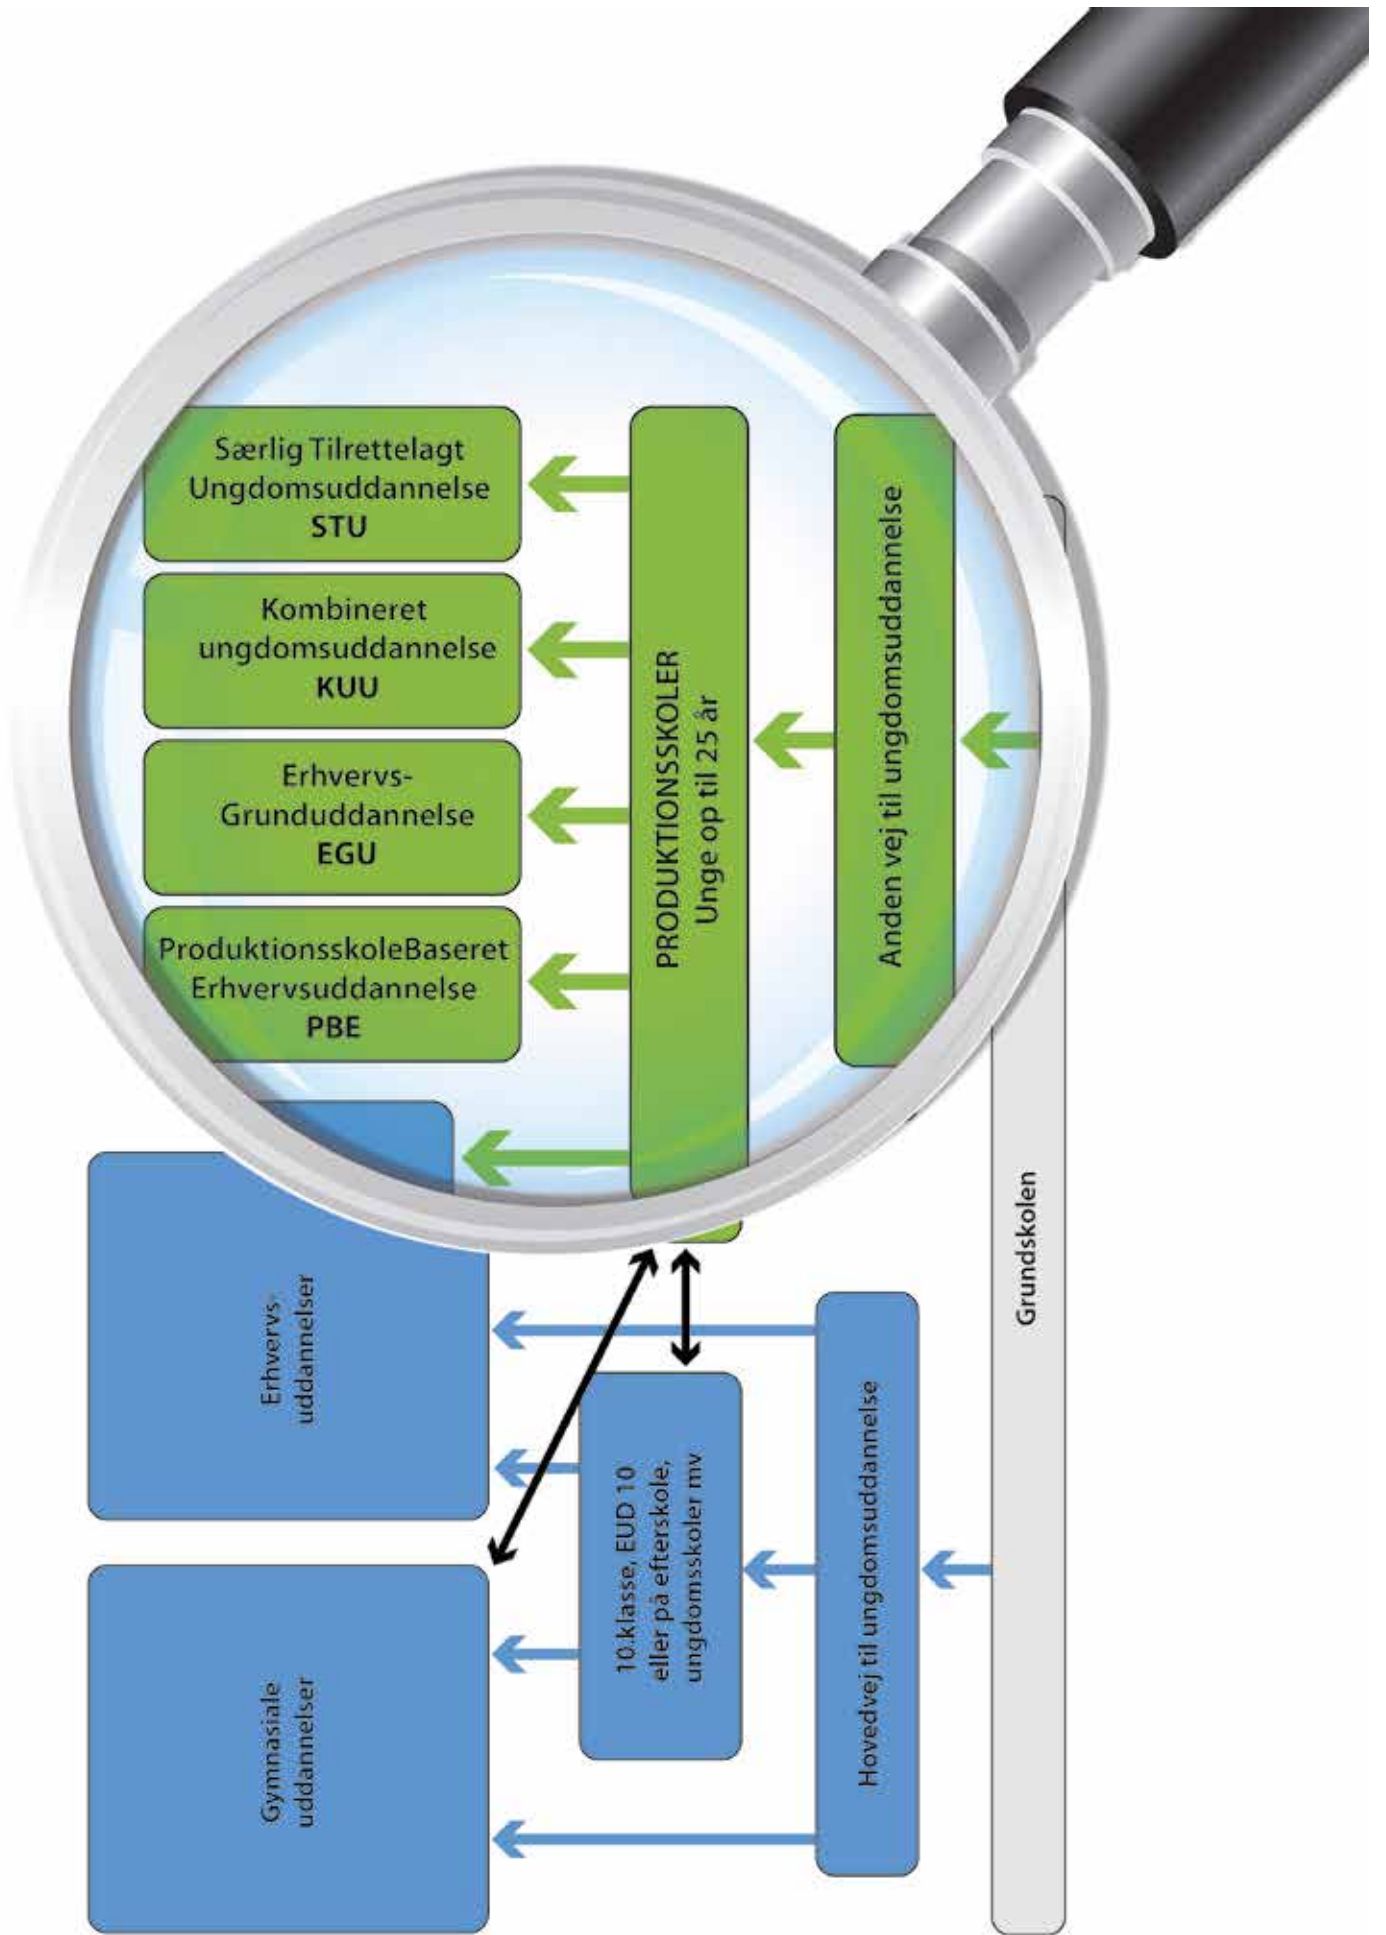 Særlig Tilrettelagt
Ungdomsuddannelse
STU
Kombineret
ungdomsuddannelse
KUU
Erhvervs-
Grunduddannelse
EGU
ProduktionsskoleBaseret
Erhvervsuddannelse
PBE
PRODUKTIONSSKOLER
Unge op til 25 år
Anden vej til ungdomsuddannelse
Grundskolen
Erhvervs-
uddannelser
10.klasse, EUD 10
eller på efterskole,
ungdomsskoler mv
Hovedvej til ungdomsuddannelse
Gymnasiale
uddannelser